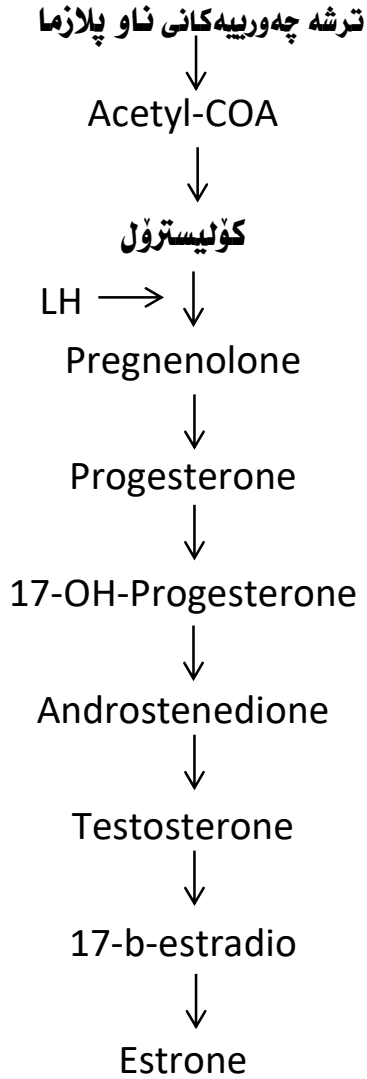 ترشە چەورییەکانی ناو پلازما
Acetyl-COA
کۆلیسترۆل
LH
Pregnenolone
Progesterone
17-OH-Progesterone
Androstenedione
Testosterone
17-b-estradio
Estrone